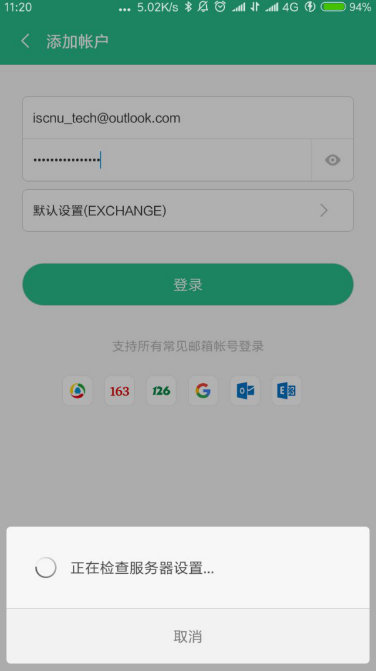 11:20 ... 5.02K/s 4G 94%
添加帐户
iscnu_tech@outlook.com
••••••••••••••••
默认设置(EXCHANGE)
登录
支持所有常见邮箱帐号登录
163 126 G O E
正在检查服务器设置...
取消